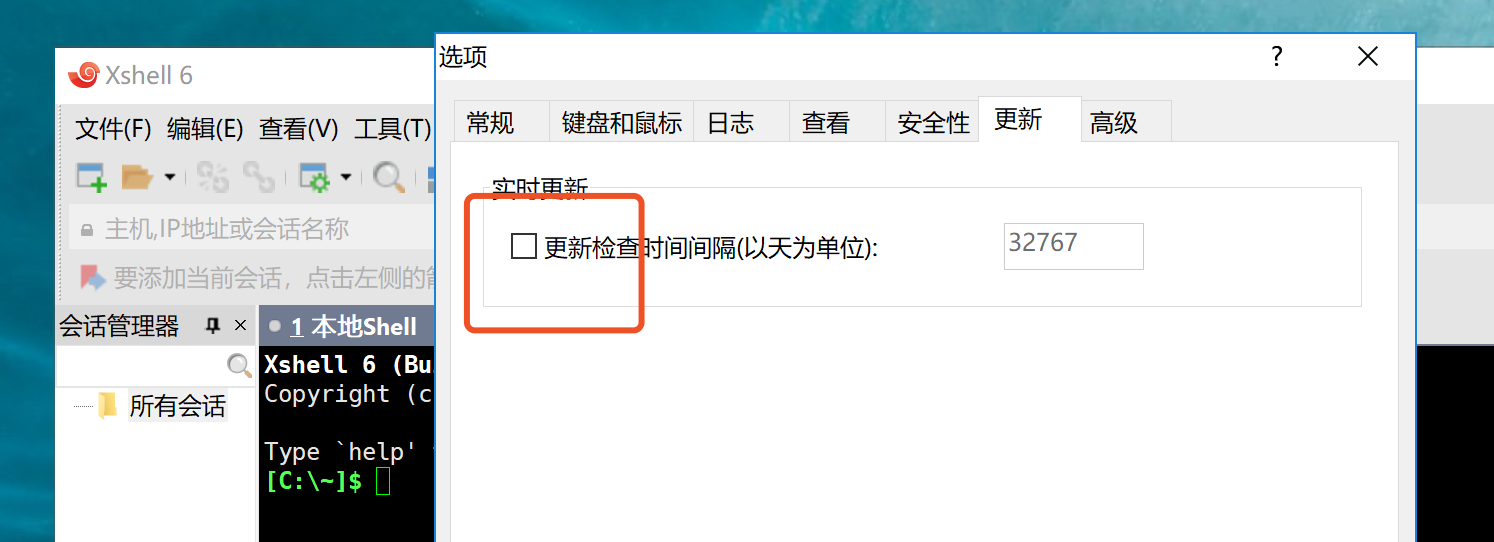 Xshell 6
文件(F) 编辑(E) 查看(V) 工具(T)
主机,IP地址或会话名称
要添加当前会话，点击左侧的
会话管理器
所有会话
1 本地Shell
Xshell 6 (Bu
Copyright (c
Type `help'
[C:\~]$
选项
常规 键盘和鼠标 日志 查看 安全性 更新 高级
实时更新
更新检查时间间隔(以天为单位): 32767